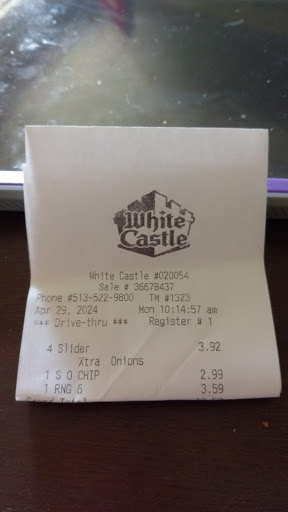 White
Castle
White Castle #020054
Sale # 36678437
Phone #513-522-9800 TM #1323
Apr 29, 2024 Mon 10:14:57 am
*** Drive-thru *** Register # 1
4 Slider 3.92
Xtra Onions
1 S O CHIP 2.99
1 RNG 6 3.59